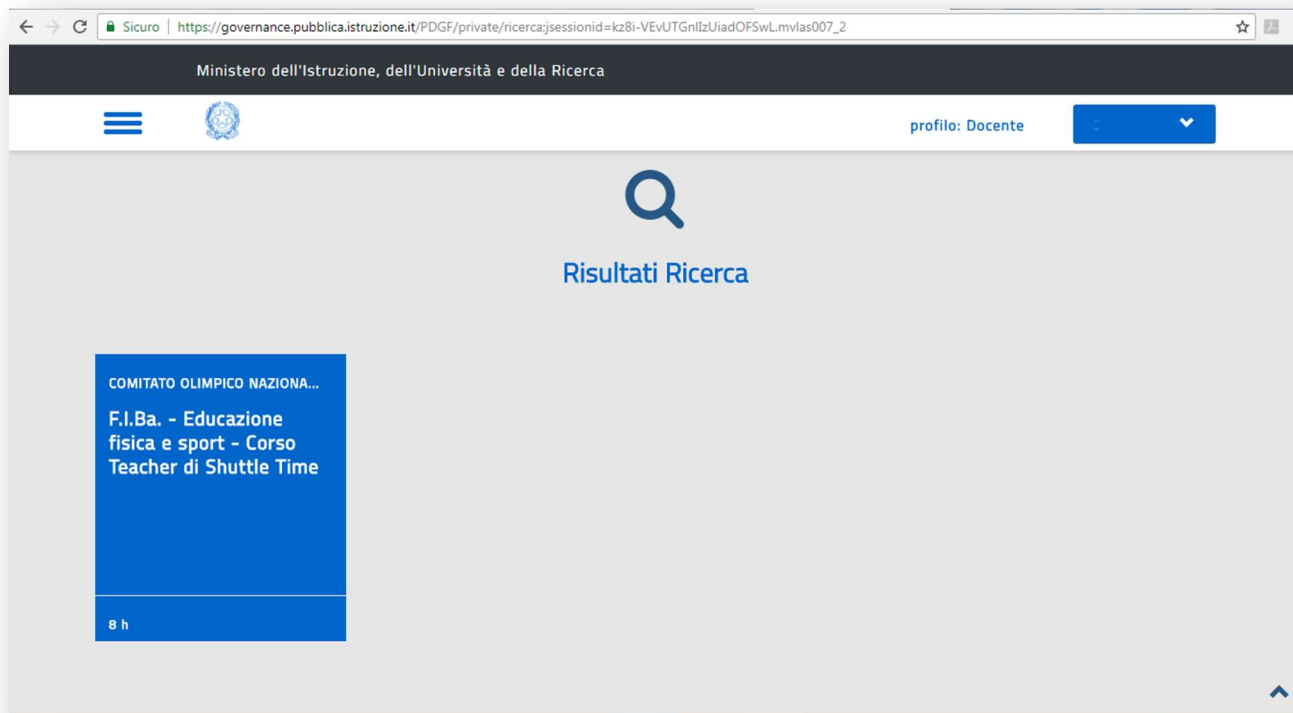 Sicuro | https://governance.pubblica.istruzione.it/PDGF/private/ricerca;jsessionid=kz8i-VEvUTGnlIzUiadOFSwL.mvlas007_2
Ministero dell'Istruzione, dell'Università e della Ricerca
profilo: Docente
Risultati Ricerca
COMITATO OLIMPICO NAZIONA...
F.I.Ba. - Educazione
fisica e sport - Corso
Teacher di Shuttle Time
8 h